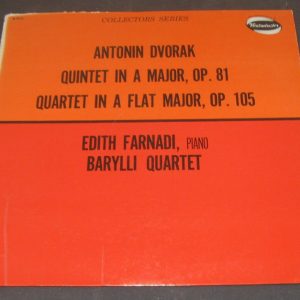 COLLECTORS SERIES
Westminster
ANTONIN DVORAK
QUINTET IN A MAJOR, OP. 81
QUARTET IN A FLAT MAJOR, OP. 105
EDITH FARNADI, PIANO
BARYLLI QUARTET